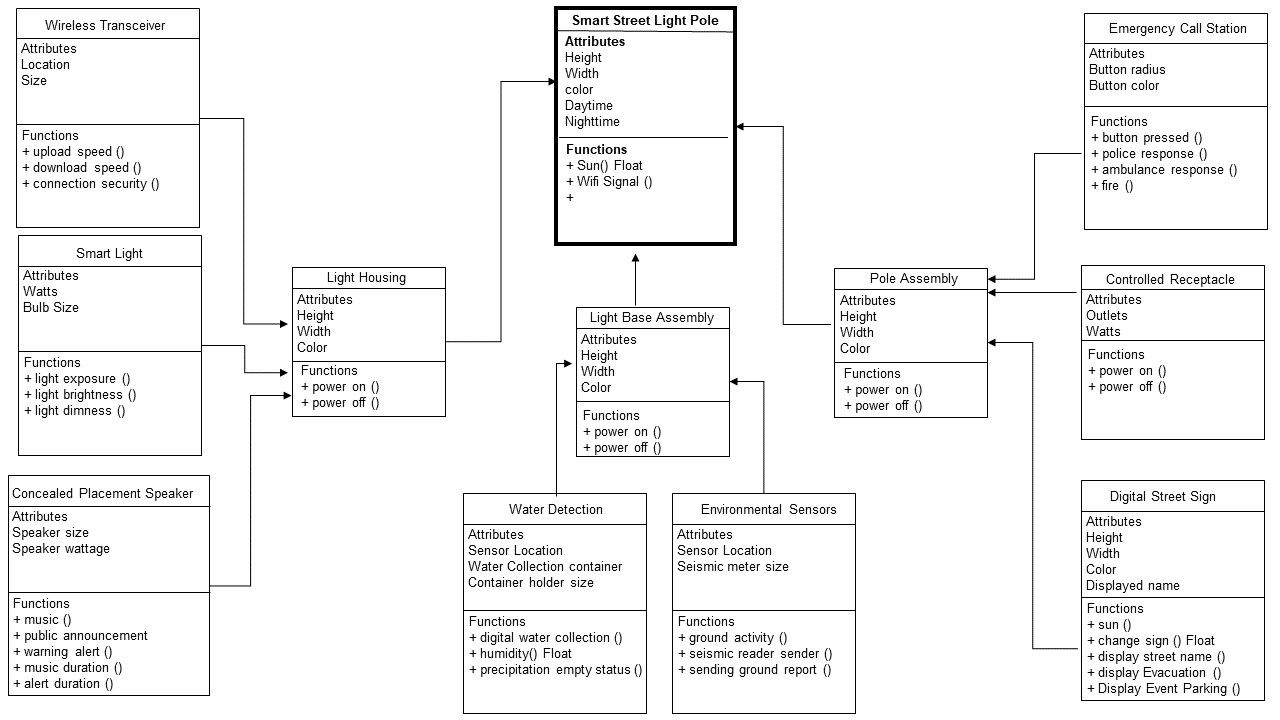 Wireless Transceiver
Attributes
Location
Size
Functions
+ upload speed ()
+ download speed ()
+ connection security ()
Smart Light
Attributes
Watts
Bulb Size
Functions
+ light exposure ()
+ light brightness ()
+ light dimness ()
Concealed Placement Speaker
Attributes
Speaker size
Speaker wattage
Functions
+ music ()
+ public announcement
+ warning alert ()
+ music duration ()
+ alert duration ()
Light Housing
Attributes
Height
Width
Color
Functions
+ power on ()
+ power off ()
Smart Street Light Pole
Attributes
Height
Width
color
Daytime
Nighttime
Functions
+ Sun() Float
+ Wifi Signal ()
+
Light Base Assembly
Attributes
Height
Width
Color
Functions
+ power on ()
+ power off ()
Water Detection
Attributes
Sensor Location
Water Collection container
Container holder size
Functions
+ digital water collection ()
+ humidity() Float
+ precipitation empty status ()
Environmental Sensors
Attributes
Sensor Location
Seismic meter size
Functions
+ ground activity ()
+ seismic reader sender ()
+ sending ground report ()
Pole Assembly
Attributes
Height
Width
Color
Functions
+ power on ()
+ power off ()
Emergency Call Station
Attributes
Button radius
Button color
Functions
+ button pressed ()
+ police response ()
+ ambulance response ()
+ fire ()
Controlled Receptacle
Attributes
Outlets
Watts
Functions
+ power on ()
+ power off ()
Digital Street Sign
Attributes
Height
Width
Color
Displayed name
Functions
+ sun ()
+ change sign () Float
+ display street name ()
+ display Evacuation ()
+ Display Event Parking ()